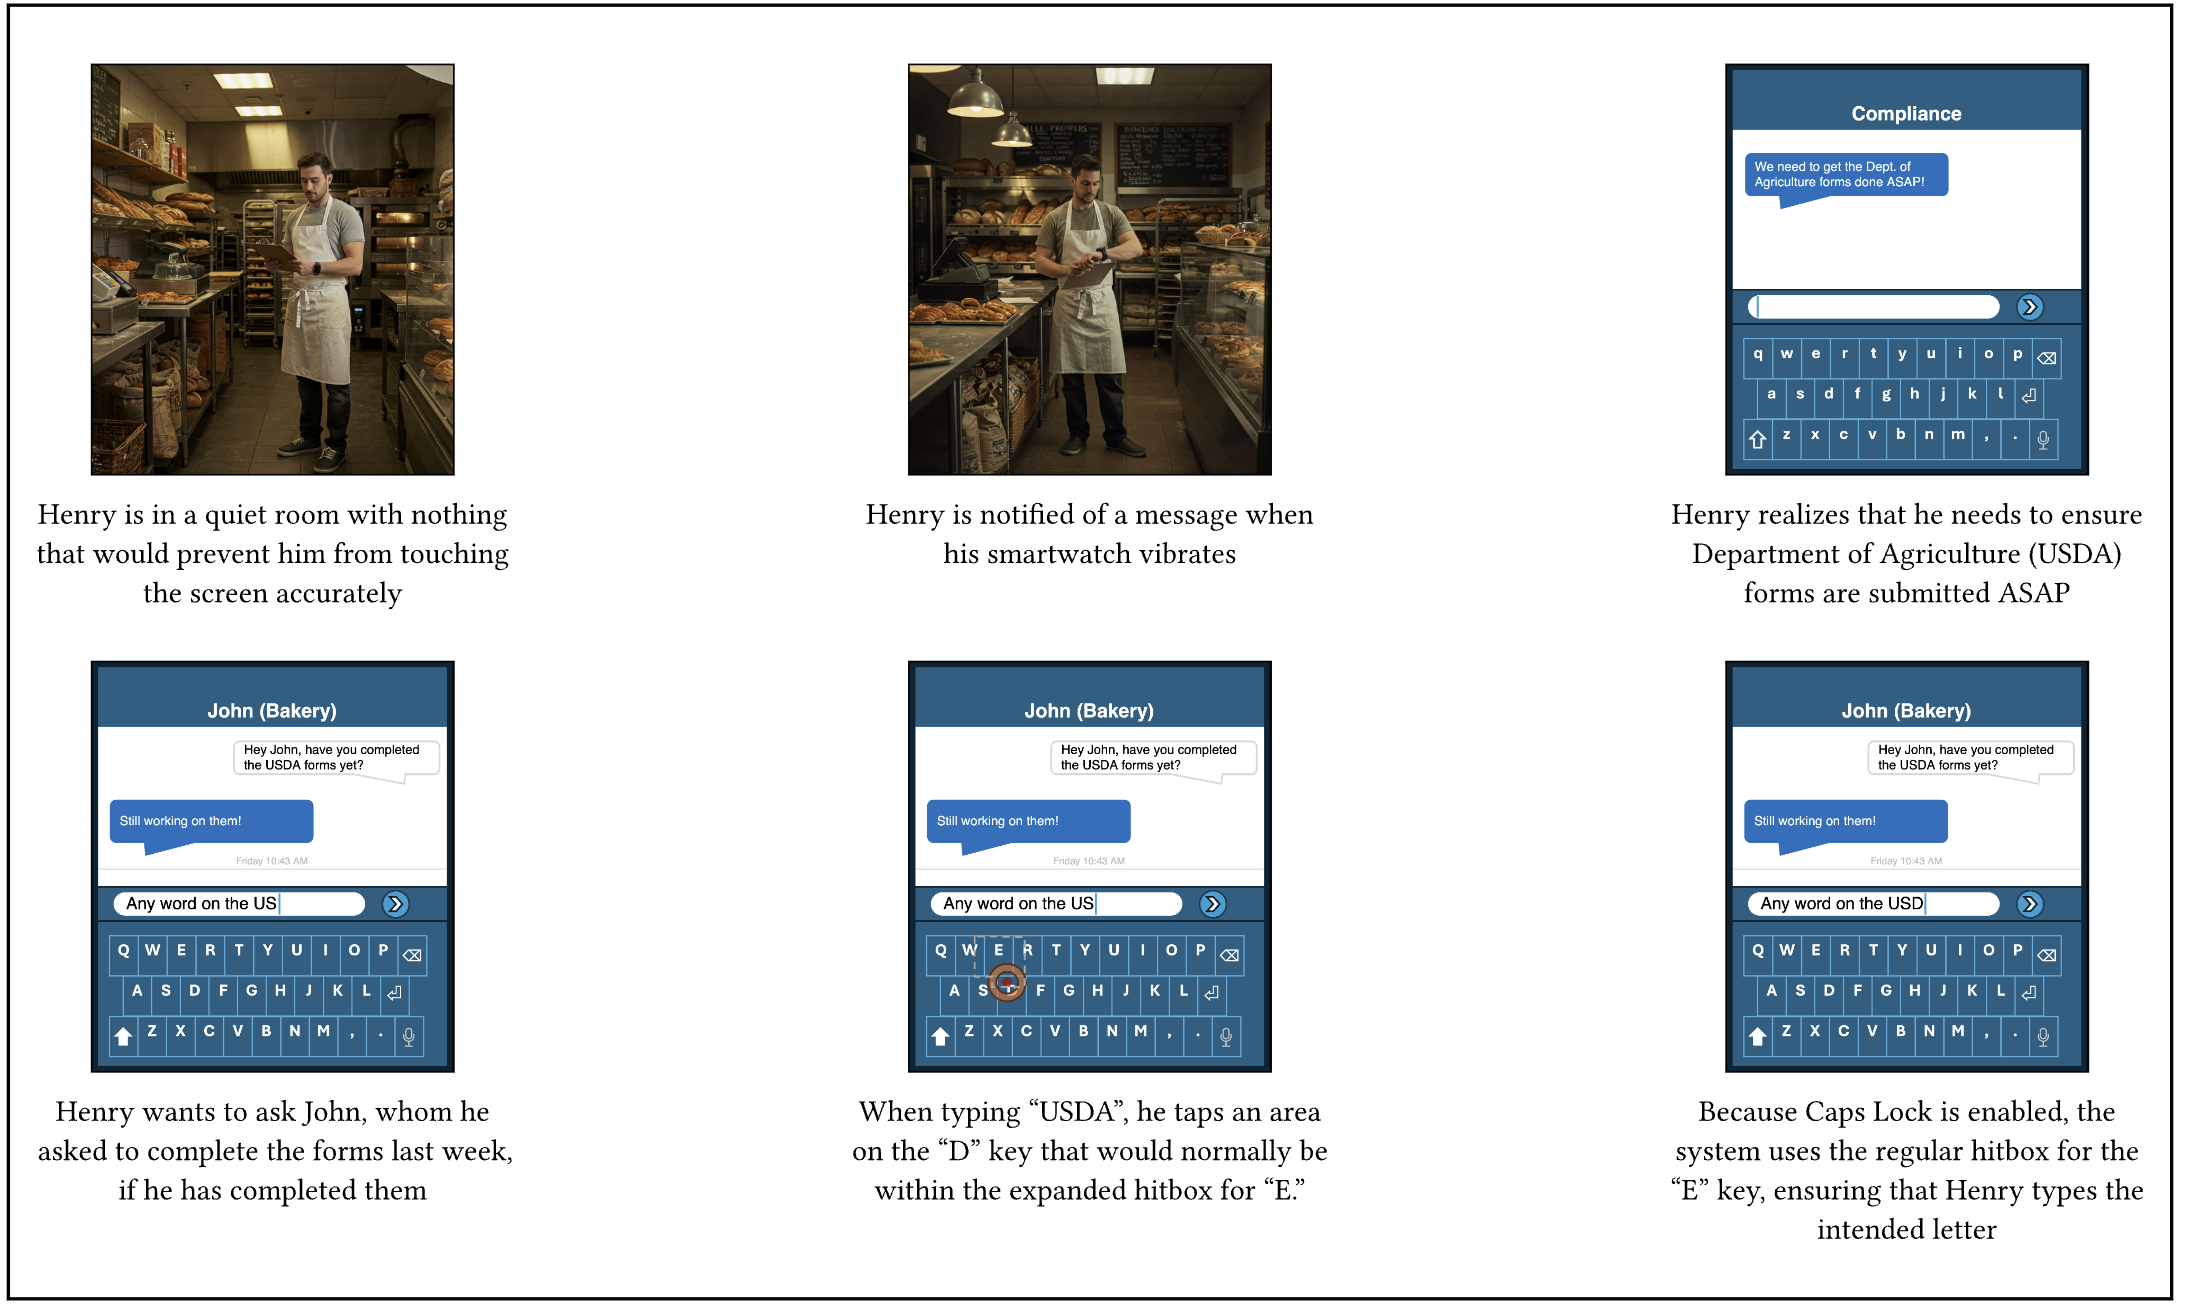 Henry is in a quiet room with nothing
that would prevent him from touching
the screen accurately
Henry is notified of a message when
his smartwatch vibrates
Compliance
We need to get the Dept. of
Agriculture forms done ASAP!
q w e r t y u i o p
a s d f g h j k l
z x c v b n m , .
Henry realizes that he needs to ensure
Department of Agriculture (USDA)
forms are submitted ASAP
John (Bakery)
Hey John, have you completed
the USDA forms yet?
Still working on them!
Friday 10:43 AM
Any word on the US
Q W E R T Y U I O P
A S D F G H J K L
Z X C V B N M , .
Henry wants to ask John, whom he
asked to complete the forms last week,
if he has completed them
John (Bakery)
Hey John, have you completed
the USDA forms yet?
Still working on them!
Friday 10:43 AM
Any word on the US
Q W E R T Y U I O P
A S F G H J K L
Z X C V B N M , .
When typing “USDA”, he taps an area
on the “D” key that would normally be
within the expanded hitbox for “E.”
John (Bakery)
Hey John, have you completed
the USDA forms yet?
Still working on them!
Friday 10:43 AM
Any word on the USD
Q W E R T Y U I O P
A S D F G H J K L
Z X C V B N M , .
Because Caps Lock is enabled, the
system uses the regular hitbox for the
“E” key, ensuring that Henry types the
intended letter